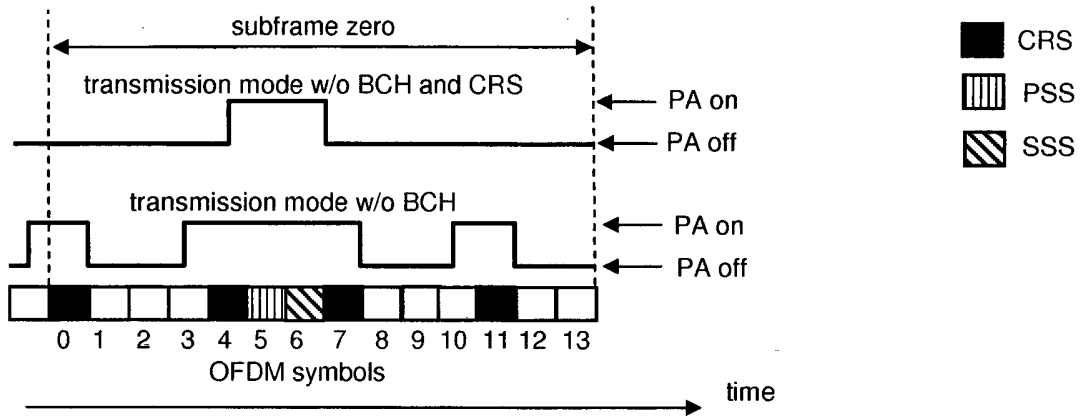 subframe zero
CRS
transmission mode w/o BCH and CRS
PA on
PSS
PA off
SSS
transmission mode w/o BCH
PA on
PA off
0 1 2 3 4 5 6 7 8 9 10 11 12 13
OFDM symbols
time